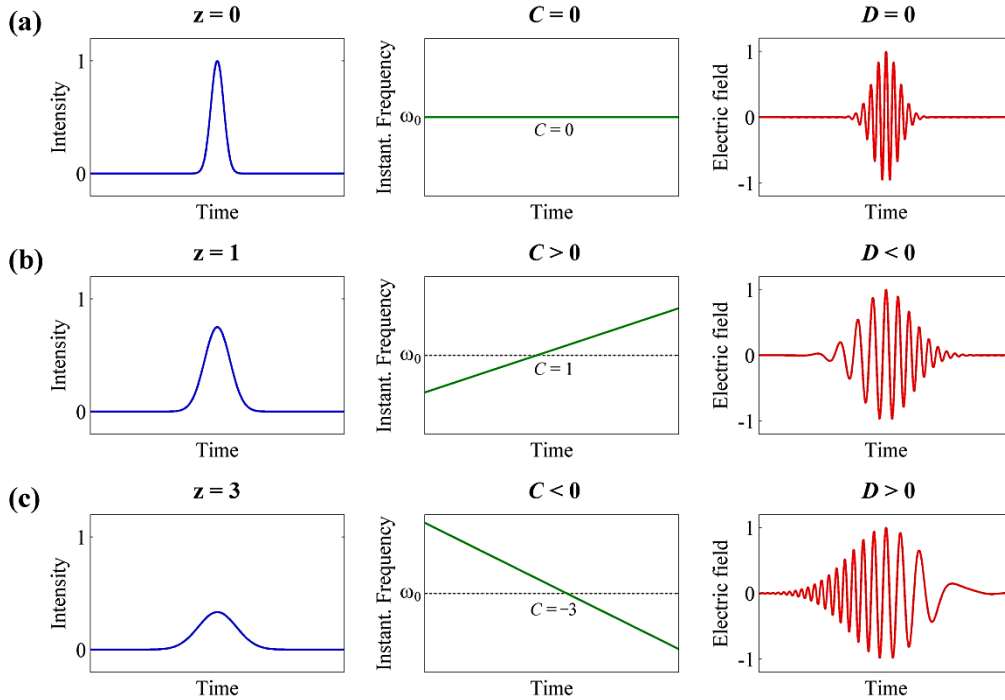 (a)
z = 0
C = 0
D = 0
Intensity
1
0
Time
Instant. Frequency
ω₀
C = 0
Time
Electric field
1
0
-1
Time
(b)
z = 1
C > 0
D < 0
Intensity
1
0
Time
Instant. Frequency
ω₀
C = 1
Time
Electric field
1
0
-1
Time
(c)
z = 3
C < 0
D > 0
Intensity
1
0
Time
Instant. Frequency
ω₀
C = −3
Time
Electric field
1
0
-1
Time